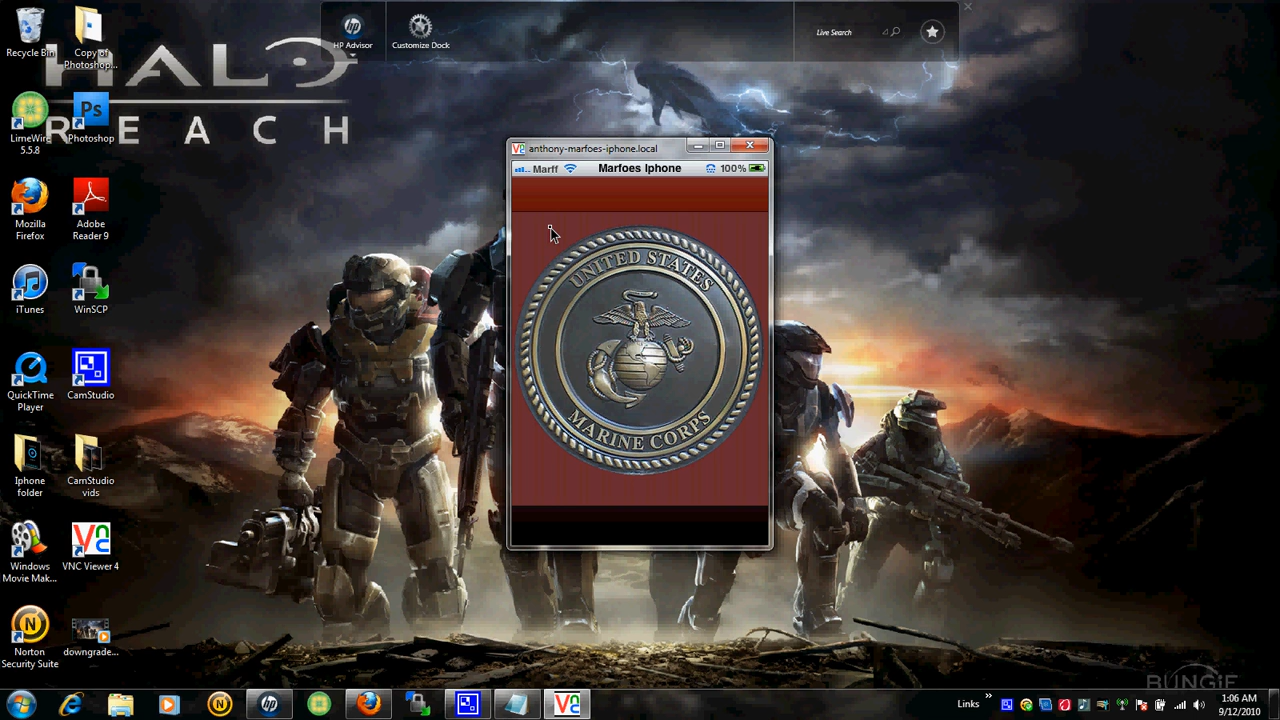 HP Advisor
Customize Dock
Live Search
HALO
REACH
Recycle Bin
Copy of
Photoshop...
LimeWire
5.5.8
Ps
Photoshop
Mozilla
Firefox
Adobe
Reader 9
iTunes
WinSCP
QuickTime
Player
CamStudio
Iphone
folder
CamStudio
vids
Windows
Movie Mak...
VNC Viewer 4
Norton
Security Suite
downgrade...
anthony-marfoes-iphone.local
Marff
Marfoes Iphone
100%
UNITED STATES
MARINE CORPS
BUNGIE
Links
1:06 AM
9/12/2010